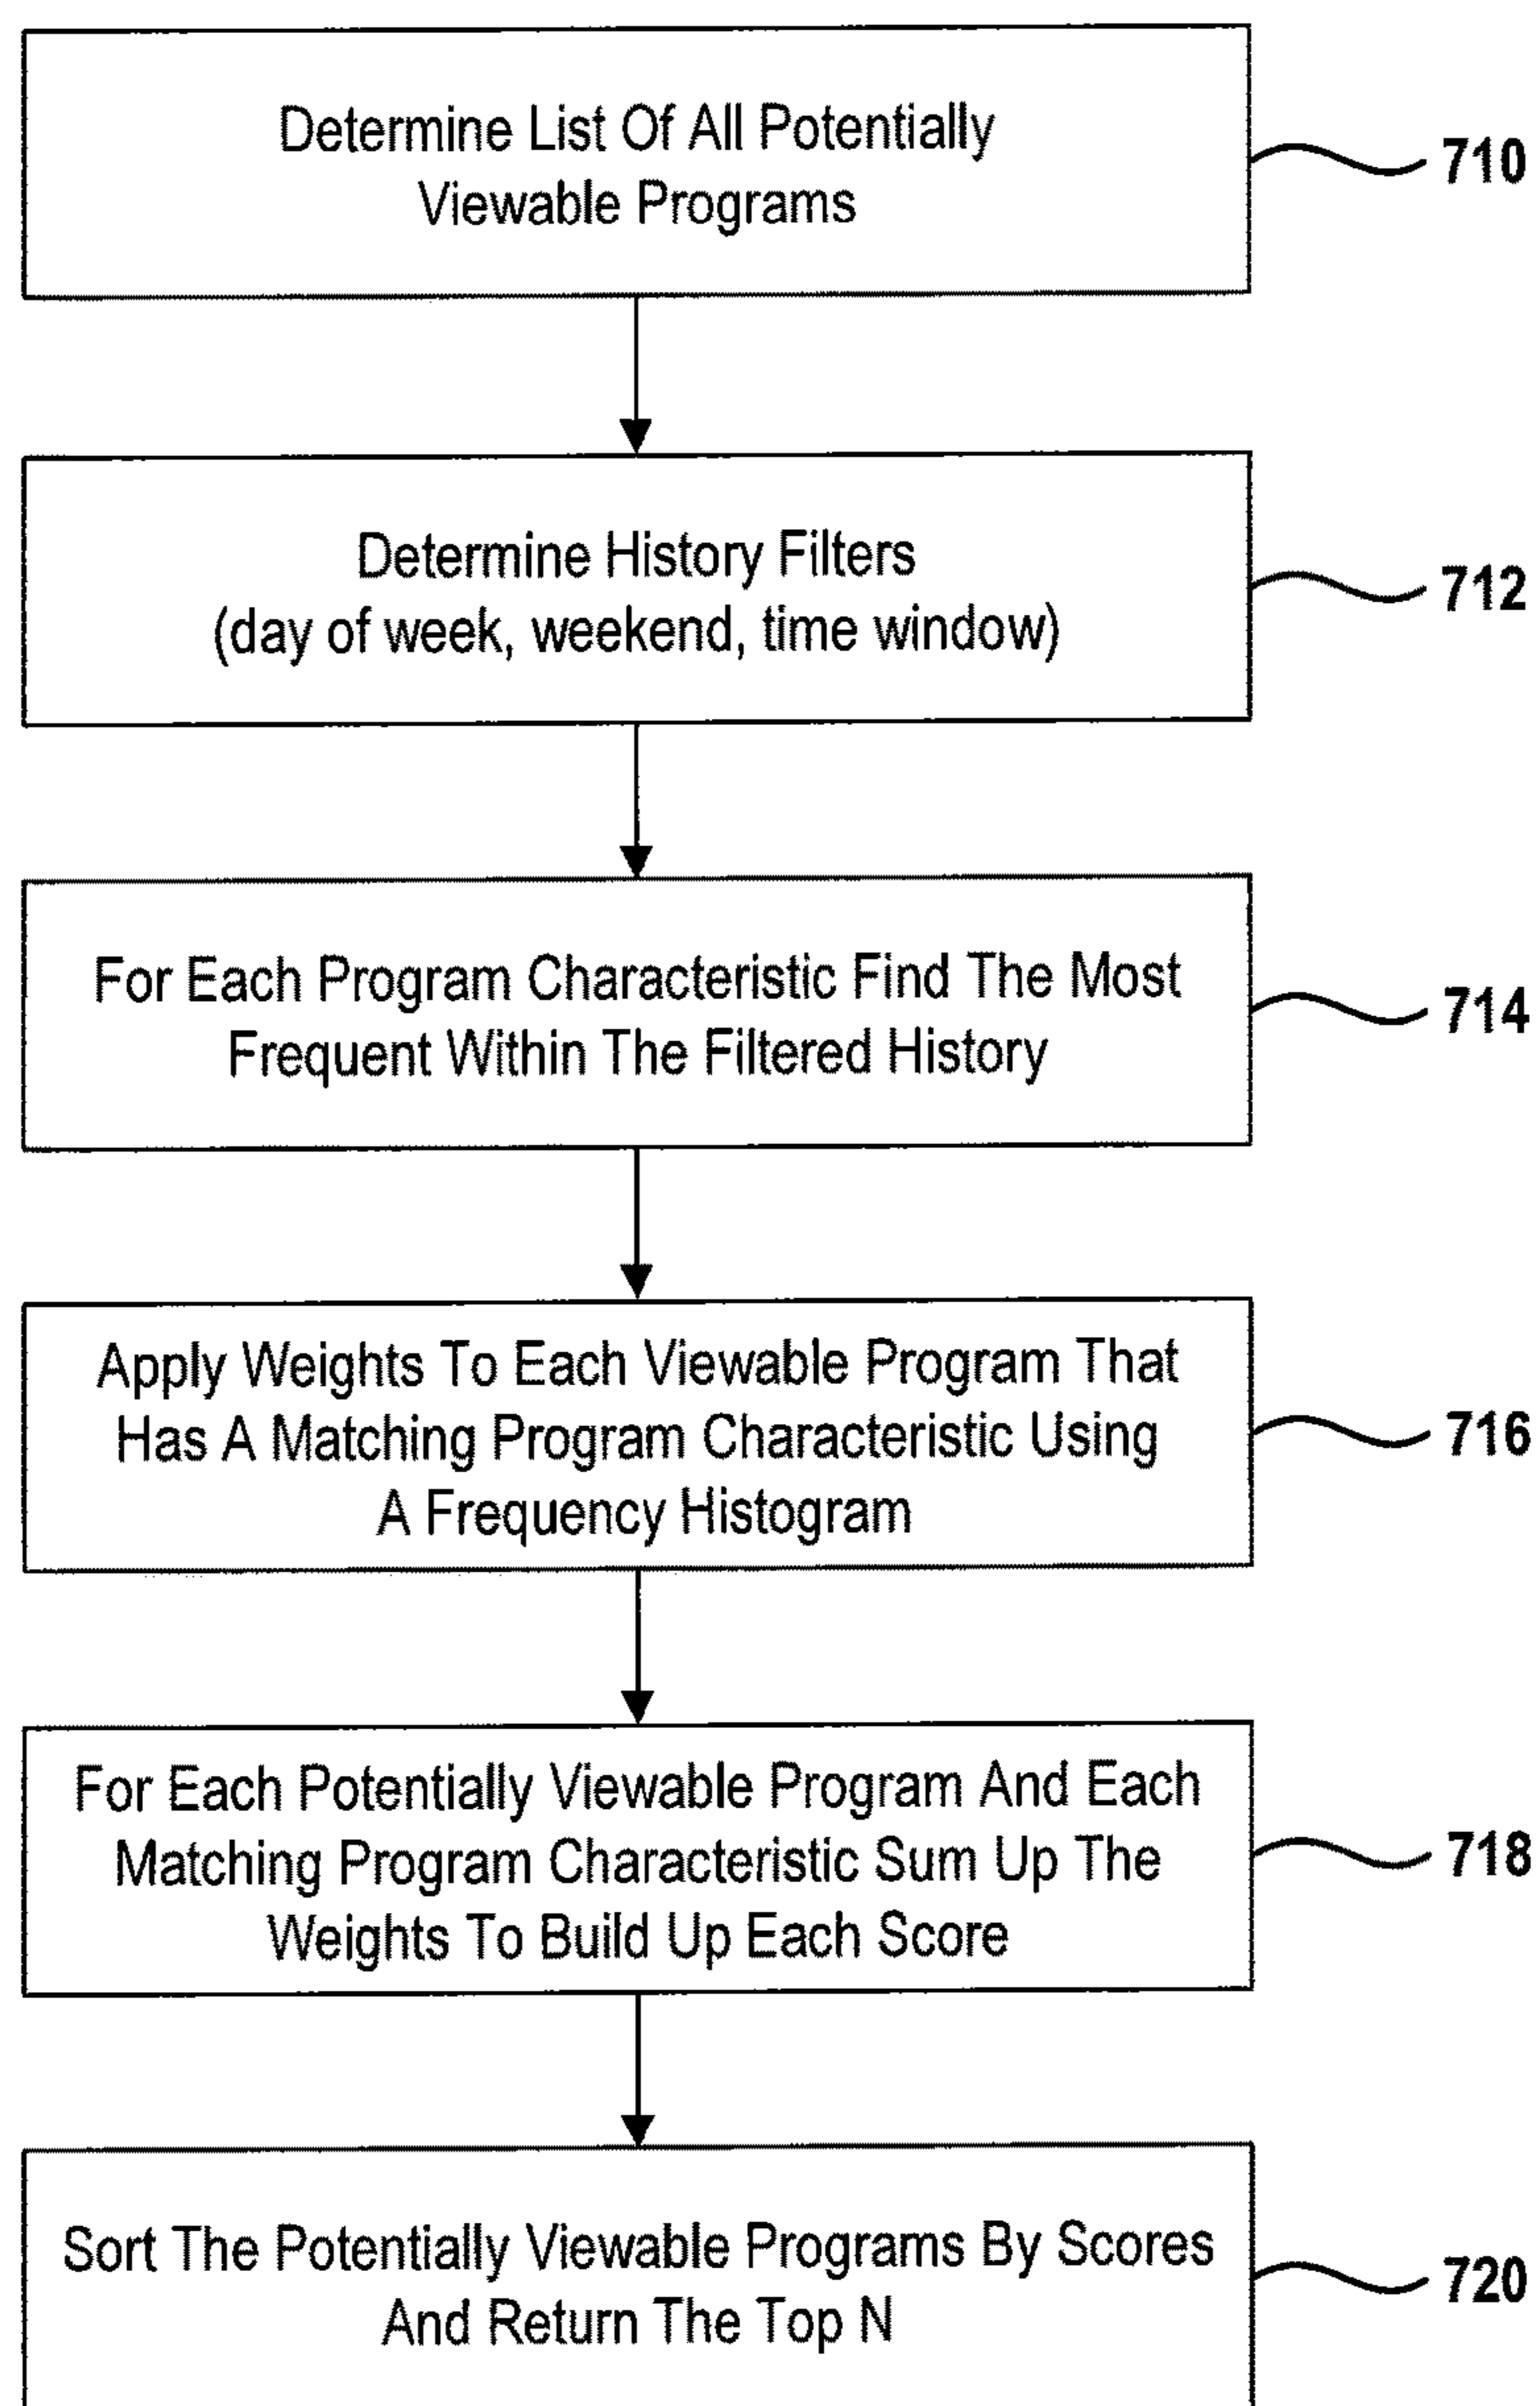 Determine List Of All Potentially
Viewable Programs
710
Determine History Filters
(day of week, weekend, time window)
712
For Each Program Characteristic Find The Most
Frequent Within The Filtered History
714
Apply Weights To Each Viewable Program That
Has A Matching Program Characteristic Using
A Frequency Histogram
716
For Each Potentially Viewable Program And Each
Matching Program Characteristic Sum Up The
Weights To Build Up Each Score
718
Sort The Potentially Viewable Programs By Scores
And Return The Top N
720